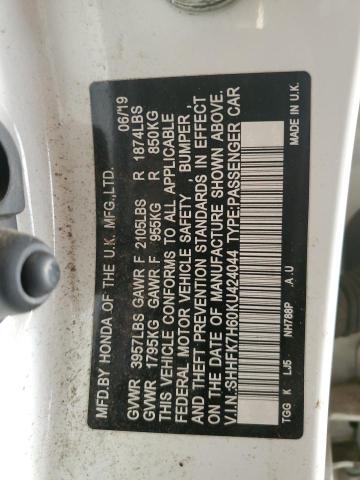 MFD.BY HONDA OF THE U.K. MFG.,LTD. 06/19
GVWR 3957LBS GAWR F 2105LBS R 1874LBS
GVWR 1795KG GAWR F 955KG R 850KG
THIS VEHICLE CONFORMS TO ALL APPLICABLE
FEDERAL MOTOR VEHICLE SAFETY, BUMPER,
AND THEFT PREVENTION STANDARDS IN EFFECT
ON THE DATE OF MANUFACTURE SHOWN ABOVE.
V.I.N.:SHHFK7H60KU424044 TYPE:PASSENGER CAR
NH788P A.U MADE IN U.K.
TGG K LJ5